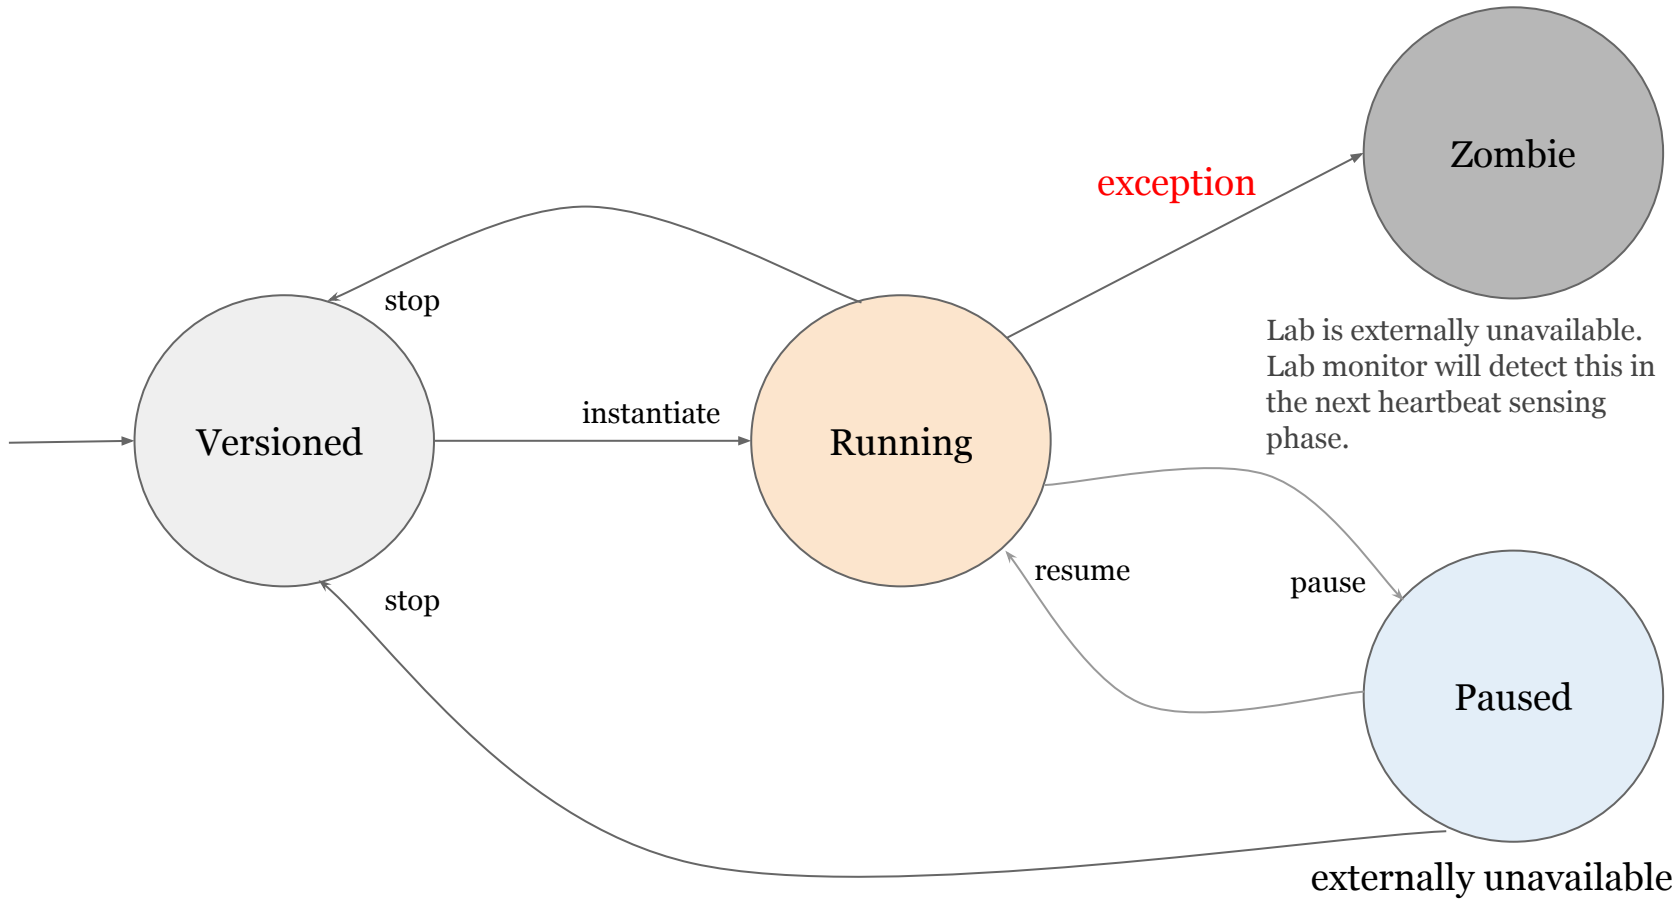 Zombie
exception
stop
Lab is externally unavailable.
Lab monitor will detect this in
the next heartbeat sensing
phase.
instantiate
Versioned
Running
resume
pause
stop
Paused
externally unavailable